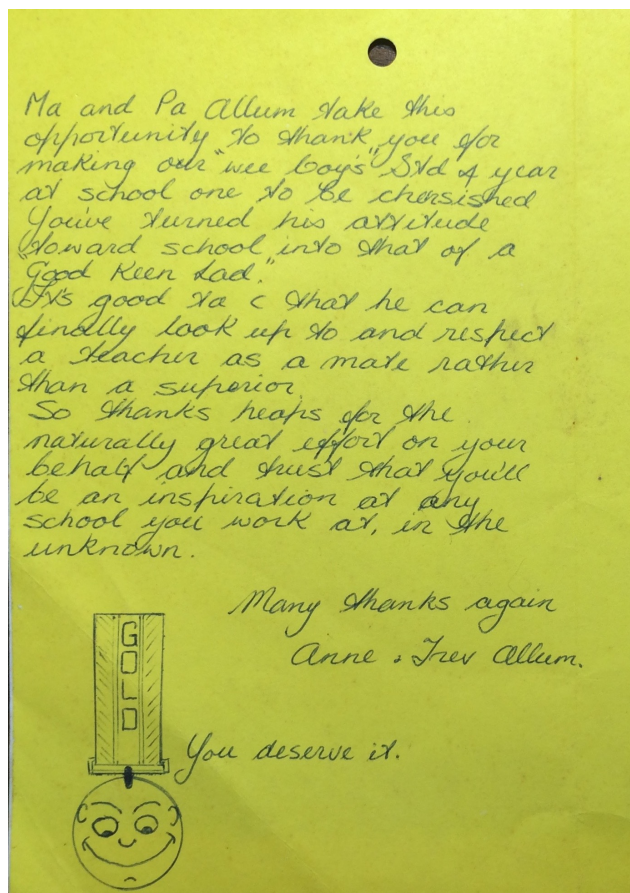 Ma and Pa Allum take this
opportunity to thank you for
making our "wee boy's" Std 4 year
at school one to be chersished
You've turned his attitude
toward school into that of a
"Good Keen Lad."
It's good ta c that he can
finally look up to and respect
a teacher as a mate rather
than a superior
So thanks heaps for the
naturally great effort on your
behalf and trust that you'll
be an inspiration at any
school you work at, in the
unknown.
Many thanks again
Anne & Trev Allum.
GOLD
You deserve it.